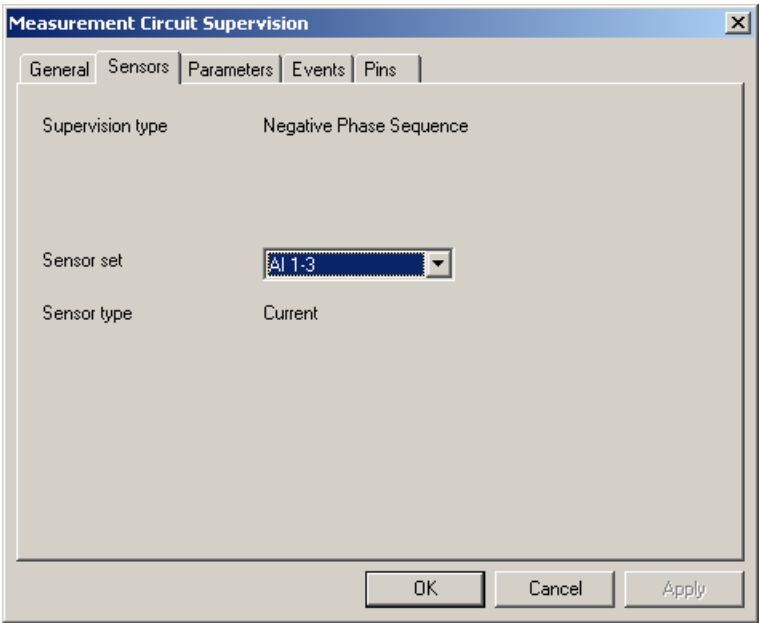 Measurement Circuit Supervision
General Sensors Parameters Events Pins
Supervision type Negative Phase Sequence
Sensor set AI 1-3
Sensor type Current
OK Cancel Apply